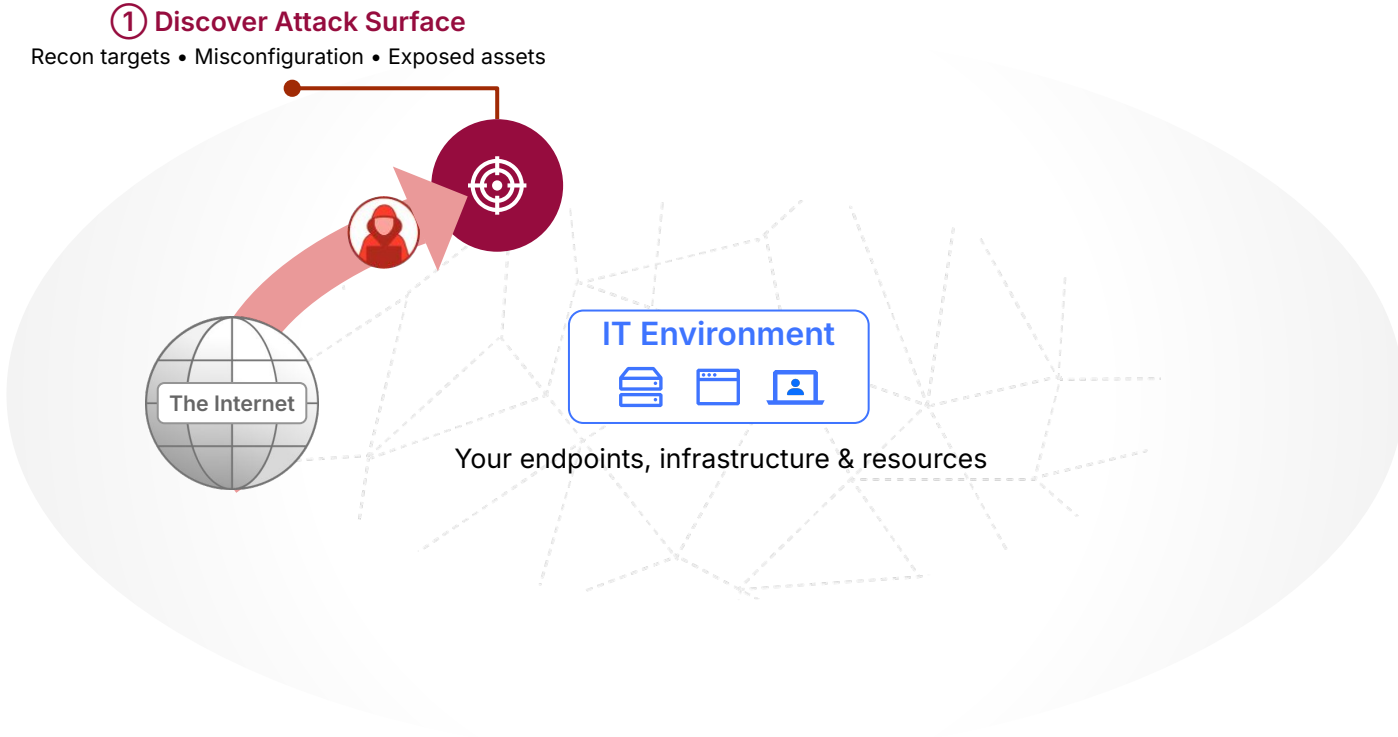 ① Discover Attack Surface
Recon targets • Misconfiguration • Exposed assets
The Internet
IT Environment
Your endpoints, infrastructure & resources